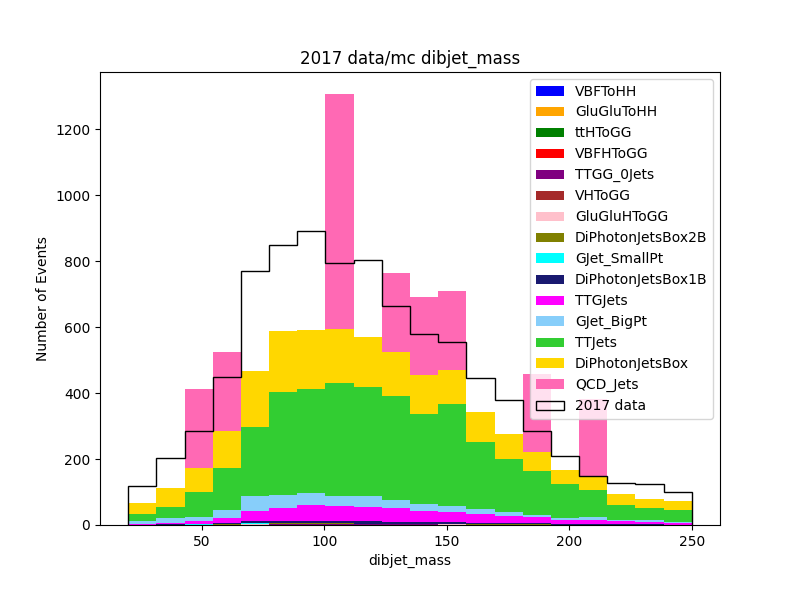 2017 data/mc dibjet_mass
Number of Events
1200
1000
800
600
400
200
0
50
100
150
200
250
dibjet_mass
VBFToHH
GluGluToHH
ttHToGG
VBFHToGG
TTGG_0Jets
VHToGG
GluGluHToGG
DiPhotonJetsBox2B
GJet_SmallPt
DiPhotonJetsBox1B
TTGJets
GJet_BigPt
TTJets
DiPhotonJetsBox
QCD_Jets
2017 data